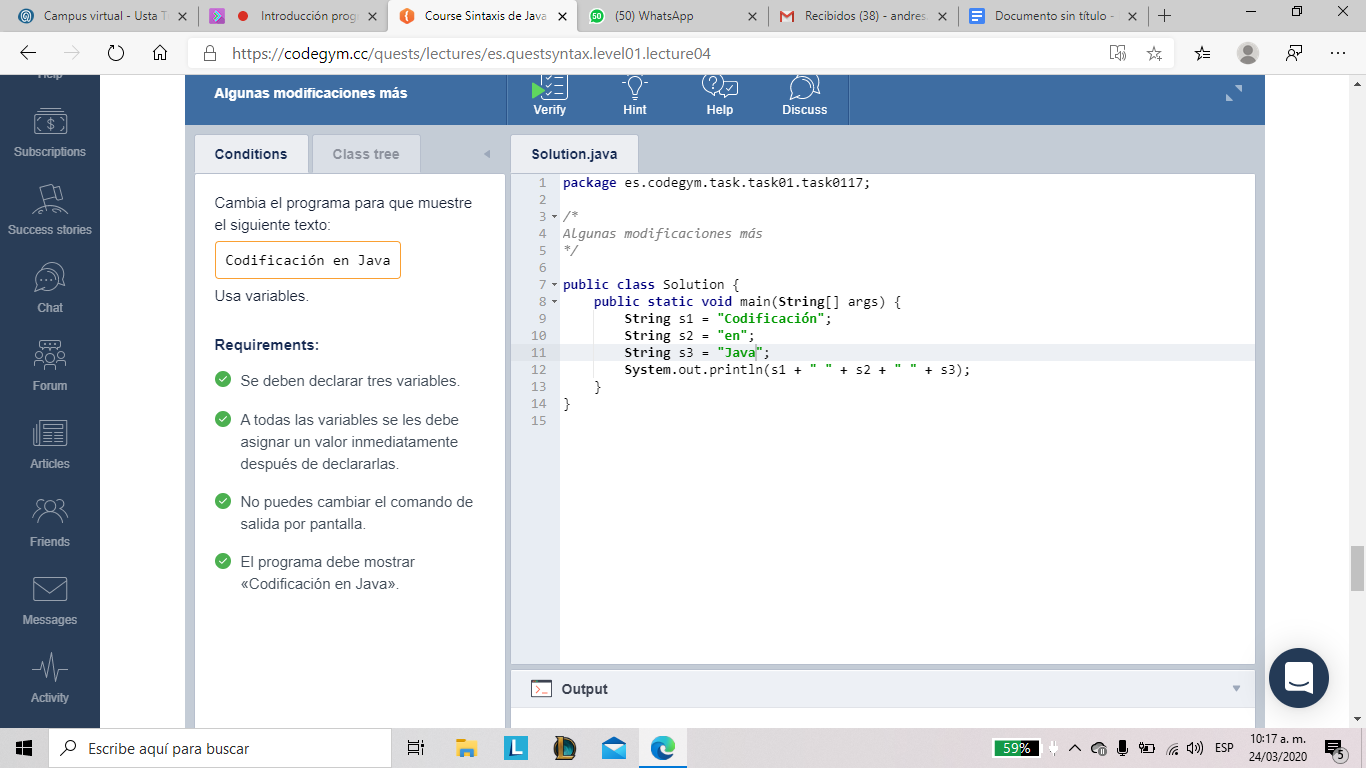 Campus virtual - Usta T
Introducción prog
Course Sintaxis de Java
(50) WhatsApp
Recibidos (38) - andres.
Documento sin título -
https://codegym.cc/quests/lectures/es.questsyntax.level01.lecture04
Help
Subscriptions
Success stories
Chat
Forum
Articles
Friends
Messages
Activity
Algunas modificaciones más
Verify
Hint
Help
Discuss
Conditions
Class tree
Cambia el programa para que muestre
el siguiente texto:
Codificación en Java
Usa variables.
Requirements:
Se deben declarar tres variables.
A todas las variables se les debe
asignar un valor inmediatamente
después de declararlas.
No puedes cambiar el comando de
salida por pantalla.
El programa debe mostrar
«Codificación en Java».
Solution.java
1 package es.codegym.task.task01.task0117;
2
3 /*
4 Algunas modificaciones más
5 */
6
7 public class Solution {
8 public static void main(String[] args) {
9 String s1 = "Codificación";
10 String s2 = "en";
11 String s3 = "Java";
12 System.out.println(s1 + " " + s2 + " " + s3);
13 }
14 }
15
Output
Escribe aquí para buscar
L
59%
ESP
10:17 a. m.
24/03/2020
5